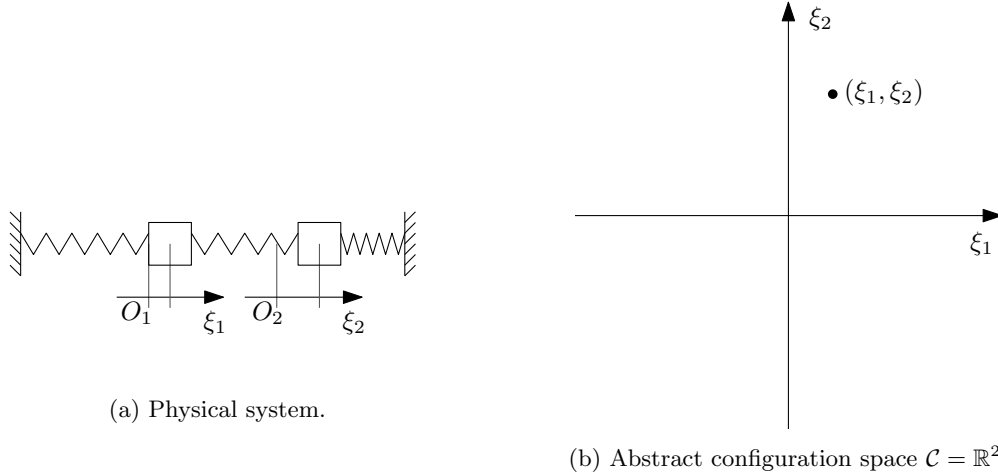 O₁ ξ₁ O₂ ξ₂
(a) Physical system.
ξ₂
(ξ₁, ξ₂)
ξ₁
(b) Abstract configuration space 𝒞 = ℝ²